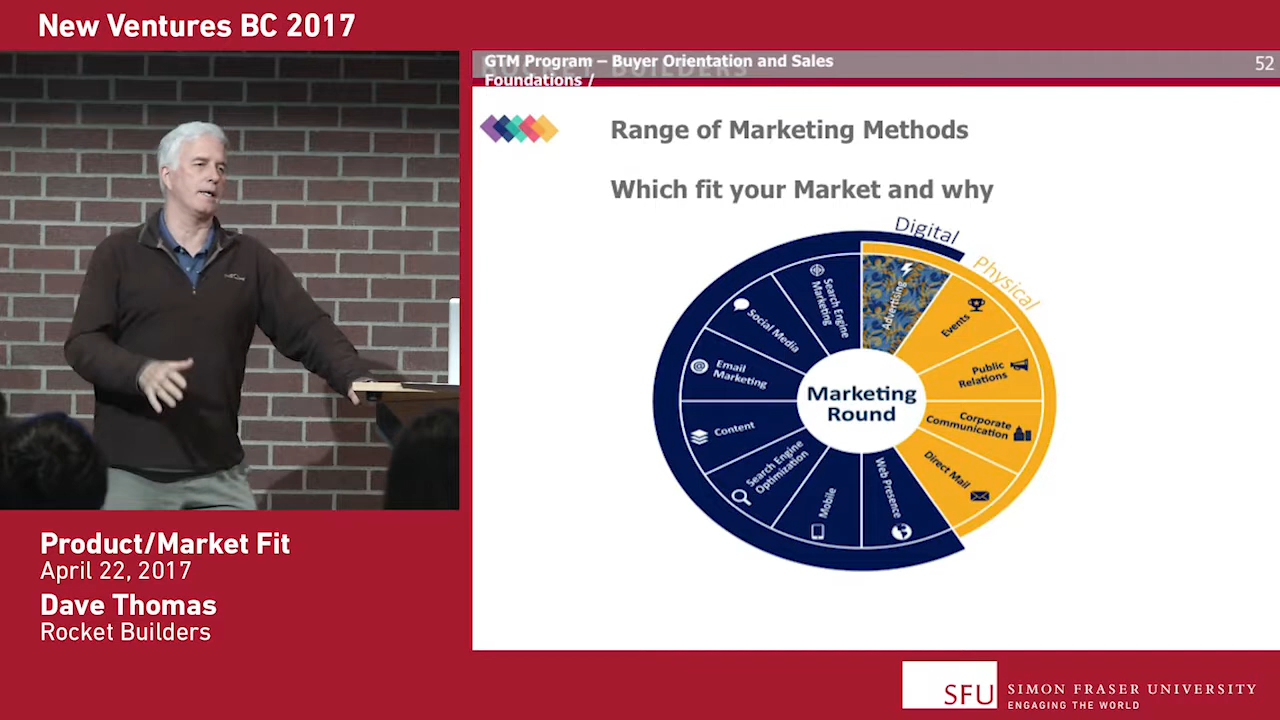 New Ventures BC 2017
GTM Program – Buyer Orientation and Sales
Foundations /
BUILDERS
52
Range of Marketing Methods
Which fit your Market and why
Digital
Physical
Advertising
Events
Public
Relations
Corporate
Communication
Direct Mail
Web Presence
Mobile
Search Engine
Optimization
Content
Email
Marketing
Social Media
Search Engine
Marketing
Marketing
Round
Product/Market Fit
April 22, 2017
Dave Thomas
Rocket Builders
SFU
SIMON FRASER UNIVERSITY
ENGAGING THE WORLD